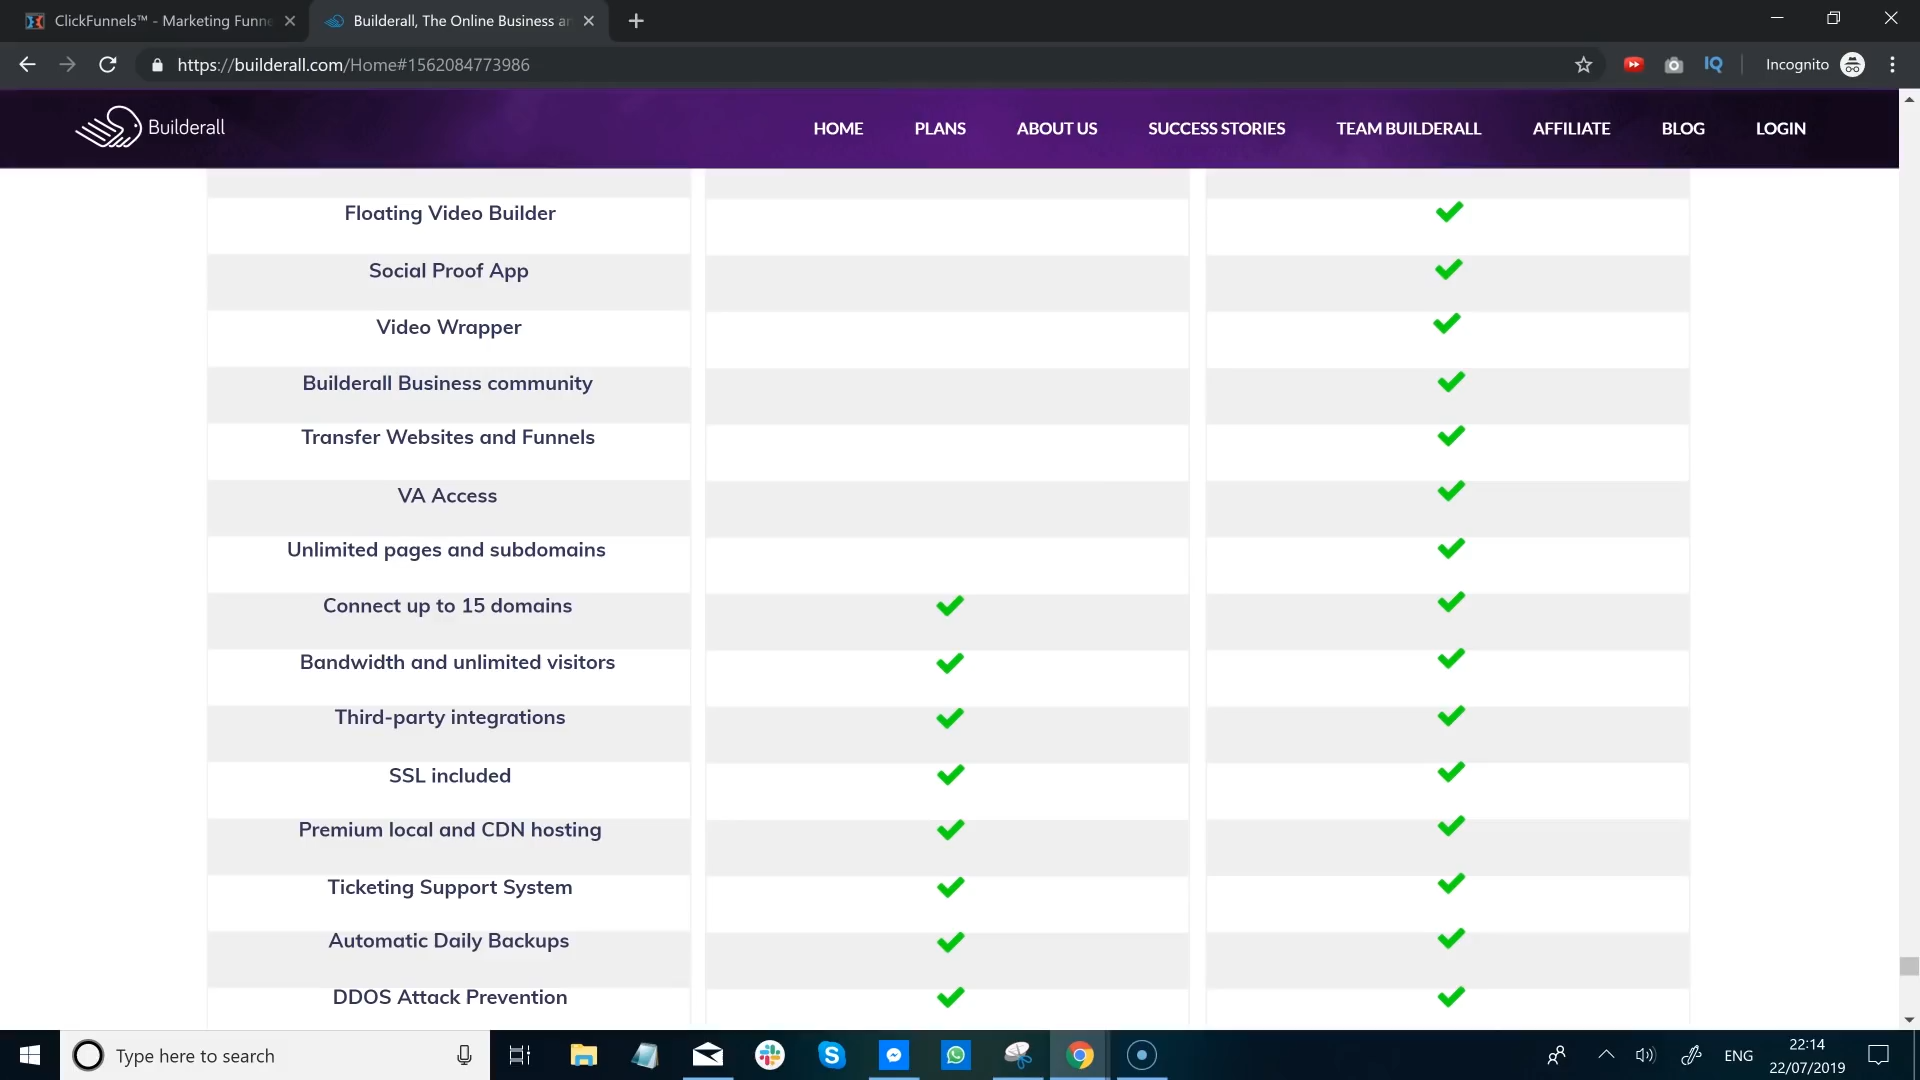 ClickFunnels™ - Marketing Funne
Builderall, The Online Business an
https://builderall.com/Home#1562084773986
IQ
Incognito
Builderall
HOME
PLANS
ABOUT US
SUCCESS STORIES
TEAM BUILDERALL
AFFILIATE
BLOG
LOGIN
Floating Video Builder
Social Proof App
Video Wrapper
Builderall Business community
Transfer Websites and Funnels
VA Access
Unlimited pages and subdomains
Connect up to 15 domains
Bandwidth and unlimited visitors
Third-party integrations
SSL included
Premium local and CDN hosting
Ticketing Support System
Automatic Daily Backups
DDOS Attack Prevention
Type here to search
ENG
22:14
22/07/2019